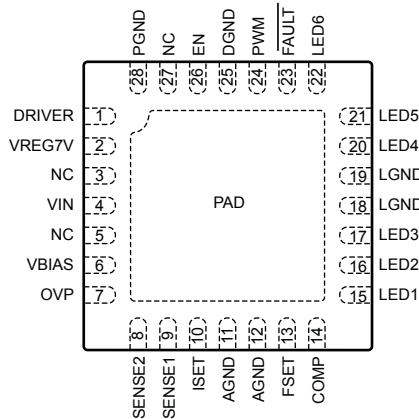 PGND
NC
EN
DGND
PWM
FAULT
LED6
28
27
26
25
24
23
22
DRIVER 1
VREG7V 2
NC 3
VIN 4
NC 5
VBIAS 6
OVP 7
PAD
21 LED5
20 LED4
19 LGND
18 LGND
17 LED3
16 LED2
15 LED1
8
9
10
11
12
13
14
SENSE2
SENSE1
ISET
AGND
AGND
FSET
COMP